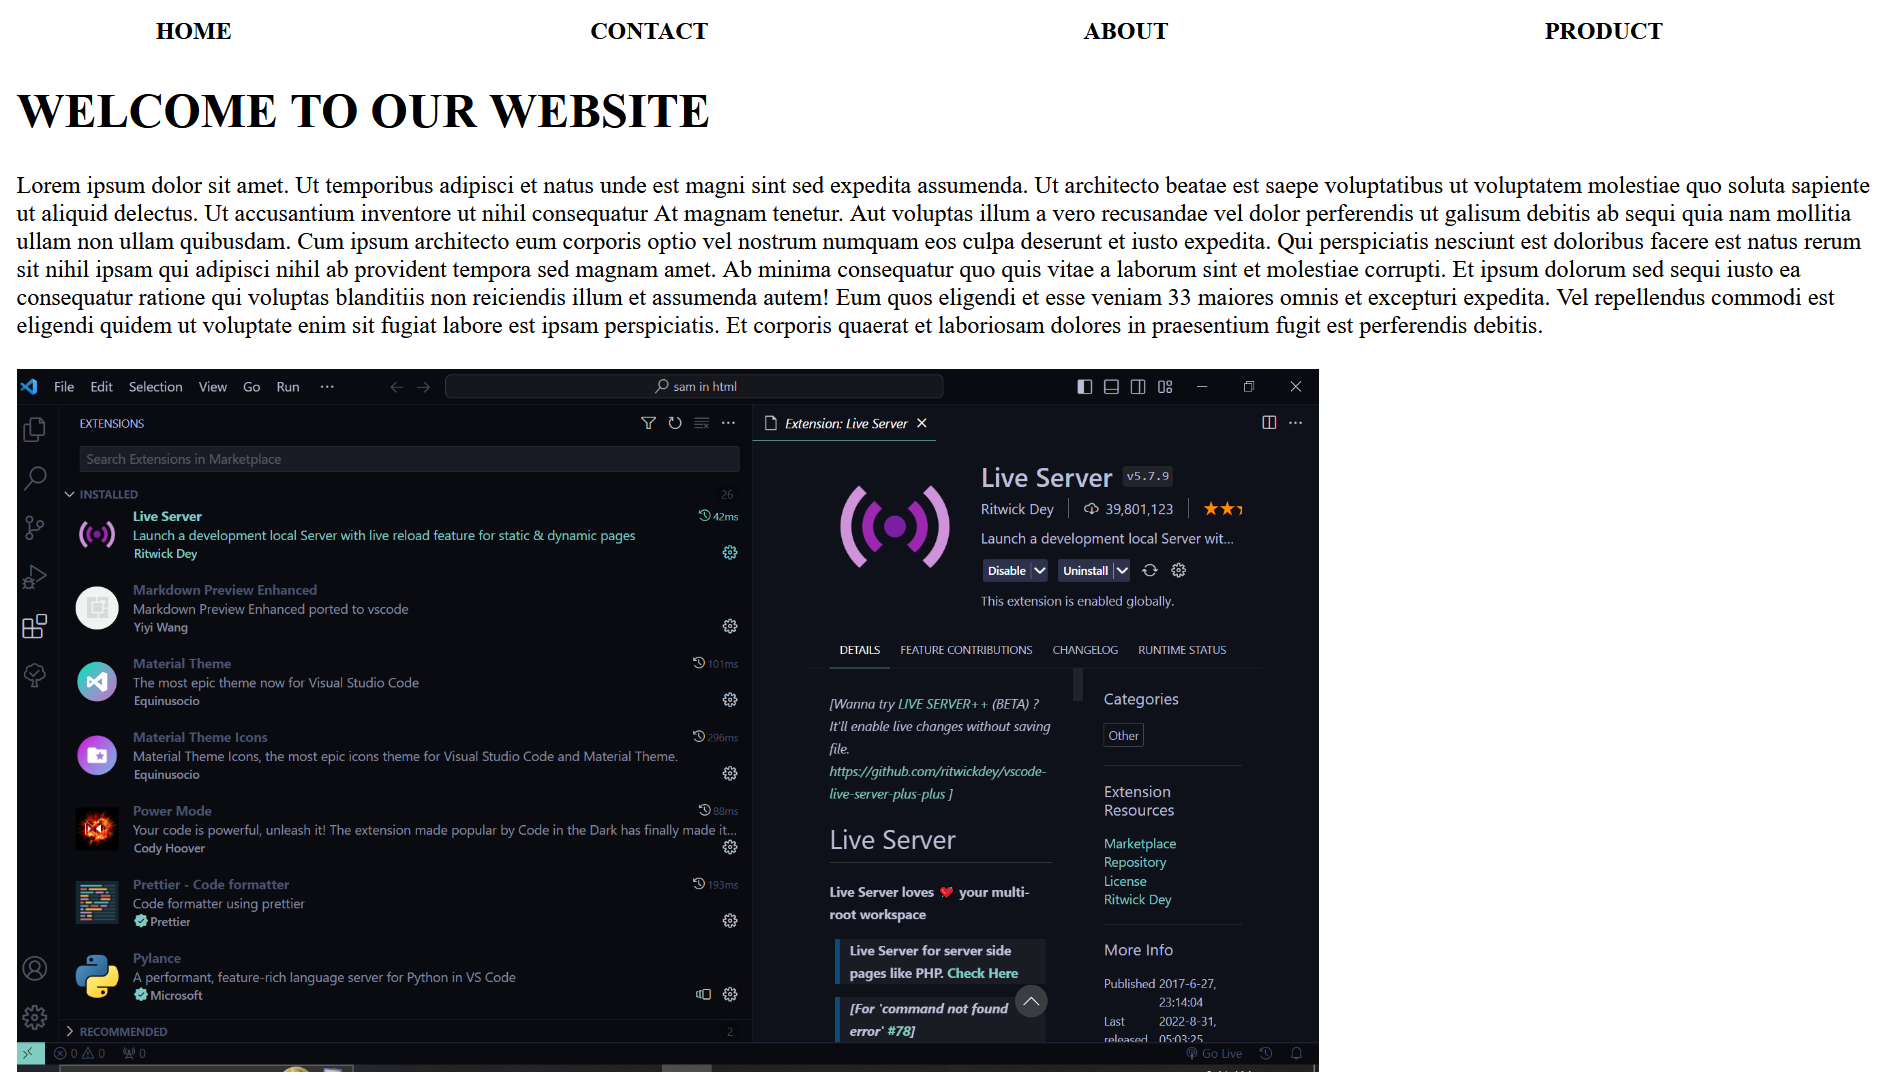 HOME CONTACT ABOUT PRODUCT
WELCOME TO OUR WEBSITE
Lorem ipsum dolor sit amet. Ut temporibus adipisci et natus unde est magni sint sed expedita assumenda. Ut architecto beatae est saepe voluptatibus ut voluptatem molestiae quo soluta sapiente
ut aliquid delectus. Ut accusantium inventore ut nihil consequatur At magnam tenetur. Aut voluptas illum a vero recusandae vel dolor perferendis ut galisum debitis ab sequi quia nam mollitia
ullam non ullam quibusdam. Cum ipsum architecto eum corporis optio vel nostrum numquam eos culpa deserunt et iusto expedita. Qui perspiciatis nesciunt est doloribus facere est natus rerum
sit nihil ipsam qui adipisci nihil ab provident tempora sed magnam amet. Ab minima consequatur quo quis vitae a laborum sint et molestiae corrupti. Et ipsum dolorum sed sequi iusto ea
consequatur ratione qui voluptas blanditiis non reiciendis illum et assumenda autem! Eum quos eligendi et esse veniam 33 maiores omnis et excepturi expedita. Vel repellendus commodi est
eligendi quidem ut voluptate enim sit fugiat labore est ipsam perspiciatis. Et corporis quaerat et laboriosam dolores in praesentium fugit est perferendis debitis.
File Edit Selection View Go Run ··· sam in html
EXTENSIONS
Search Extensions in Marketplace
INSTALLED 26
Live Server 42ms
Launch a development local Server with live reload feature for static & dynamic pages
Ritwick Dey
Markdown Preview Enhanced
Markdown Preview Enhanced ported to vscode
Yiyi Wang
Material Theme 101ms
The most epic theme now for Visual Studio Code
Equinusocio
Material Theme Icons 296ms
Material Theme Icons, the most epic icons theme for Visual Studio Code and Material Theme.
Equinusocio
Power Mode 88ms
Your code is powerful, unleash it! The extension made popular by Code in the Dark has finally made it...
Cody Hoover
Prettier - Code formatter 193ms
Code formatter using prettier
Prettier
Pylance
A performant, feature-rich language server for Python in VS Code
Microsoft
RECOMMENDED 2
Extension: Live Server
Live Server v5.7.9
Ritwick Dey 39,801,123
Launch a development local Server wit...
Disable Uninstall
This extension is enabled globally.
DETAILS FEATURE CONTRIBUTIONS CHANGELOG RUNTIME STATUS
[Wanna try LIVE SERVER++ (BETA) ?
It'll enable live changes without saving
file.
https://github.com/ritwickdey/vscode-
live-server-plus-plus ]
Live Server
Live Server loves 💔 your multi-
root workspace
Live Server for server side
pages like PHP. Check Here
[For 'command not found
error' #78]
Categories
Other
Extension
Resources
Marketplace
Repository
License
Ritwick Dey
More Info
Published 2017-6-27,
23:14:04
Last 2022-8-31,
released 05:03:25
0 0 0 Go Live